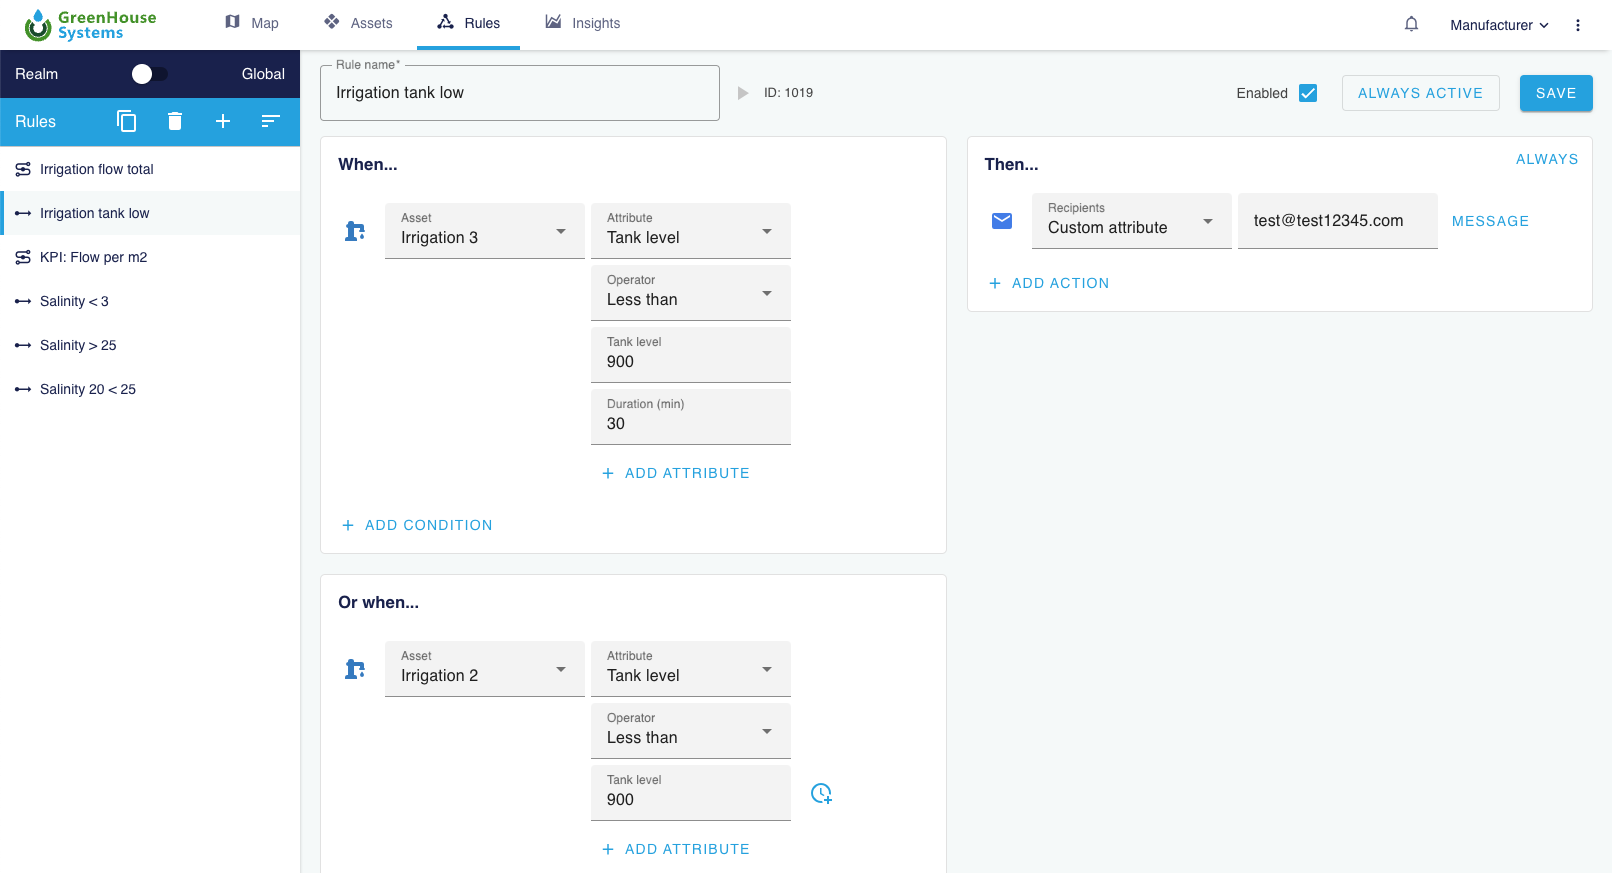 GreenHouse
Systems
Map
Assets
Rules
Insights
Manufacturer
Realm
Global
Rules
Irrigation flow total
Irrigation tank low
KPI: Flow per m2
Salinity < 3
Salinity > 25
Salinity 20 < 25
Rule name*
Irrigation tank low
ID: 1019
Enabled
ALWAYS ACTIVE
SAVE
When...
Asset
Irrigation 3
Attribute
Tank level
Operator
Less than
Tank level
900
Duration (min)
30
+ ADD ATTRIBUTE
+ ADD CONDITION
Or when...
Asset
Irrigation 2
Attribute
Tank level
Operator
Less than
Tank level
900
+ ADD ATTRIBUTE
Then...
ALWAYS
Recipients
Custom attribute
test@test12345.com
MESSAGE
+ ADD ACTION